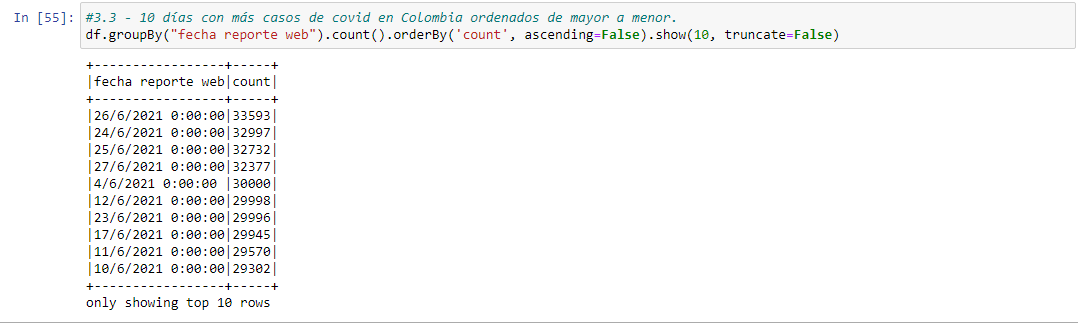 In [55]: #3.3 - 10 días con más casos de covid en Colombia ordenados de mayor a menor.
df.groupBy("fecha reporte web").count().orderBy('count', ascending=False).show(10, truncate=False)
+-----------------+-----+
|fecha reporte web|count|
+-----------------+-----+
|26/6/2021 0:00:00|33593|
|24/6/2021 0:00:00|32997|
|25/6/2021 0:00:00|32732|
|27/6/2021 0:00:00|32377|
|4/6/2021 0:00:00 |30000|
|12/6/2021 0:00:00|29998|
|23/6/2021 0:00:00|29996|
|17/6/2021 0:00:00|29945|
|11/6/2021 0:00:00|29570|
|10/6/2021 0:00:00|29302|
+-----------------+-----+
only showing top 10 rows